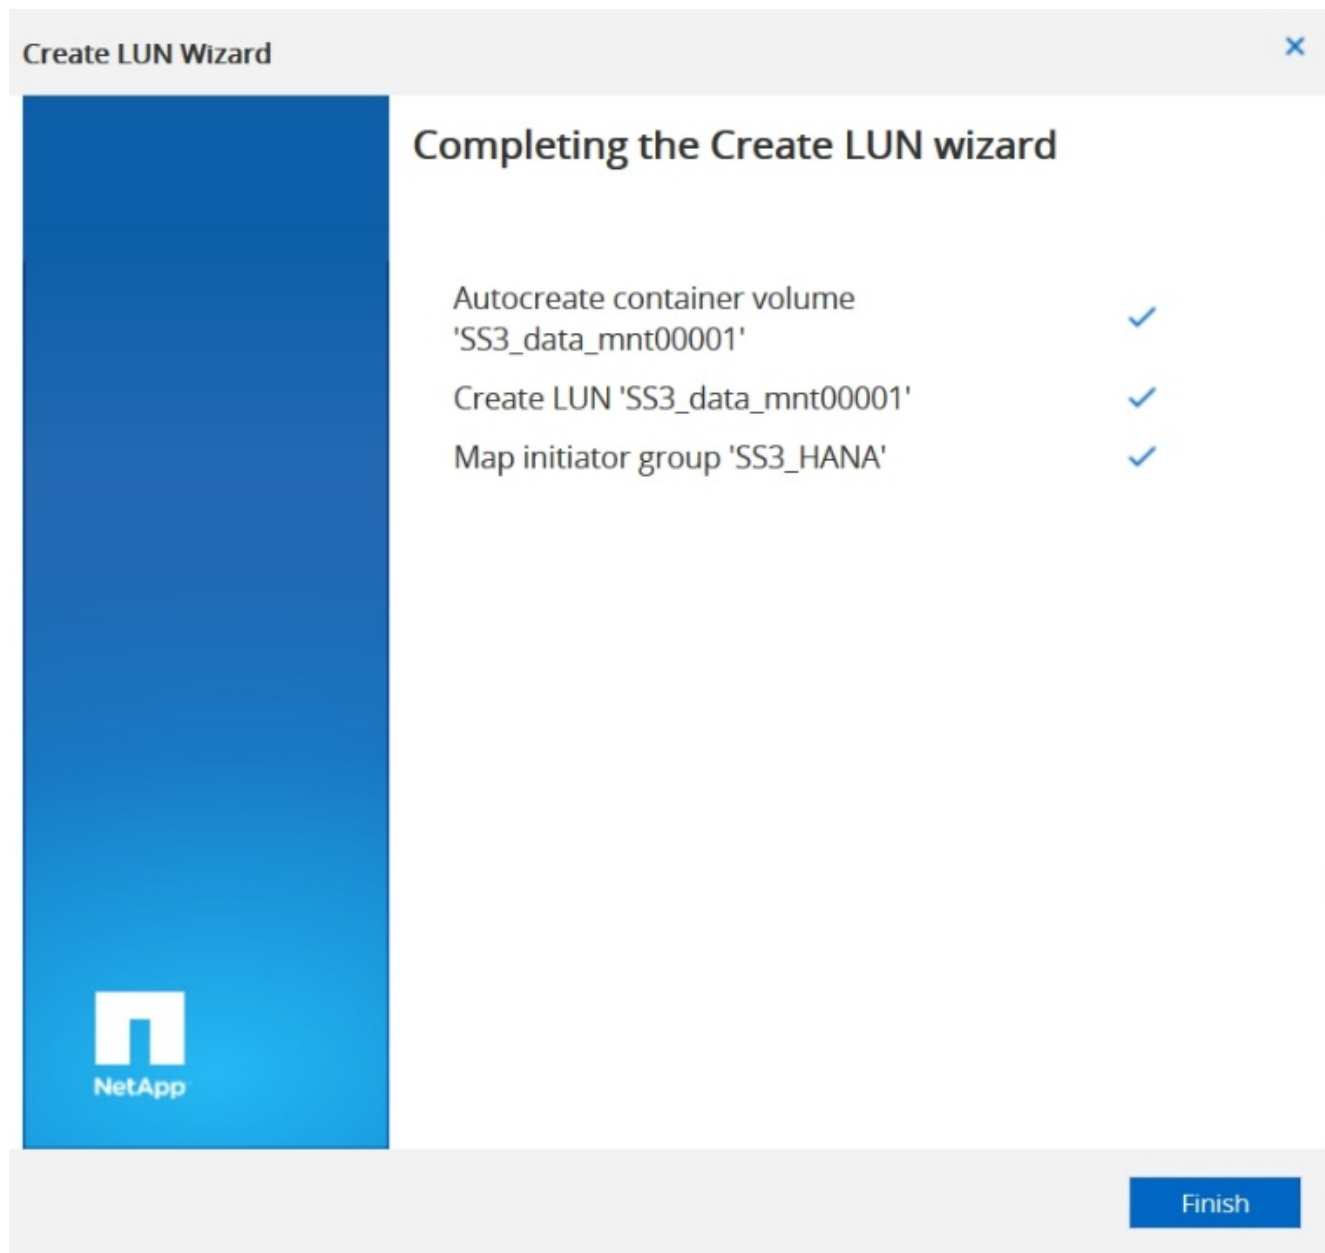 Create LUN Wizard
Completing the Create LUN wizard
Autocreate container volume
'SS3_data_mnt00001'
Create LUN 'SS3_data_mnt00001'
Map initiator group 'SS3_HANA'
NetApp
Finish